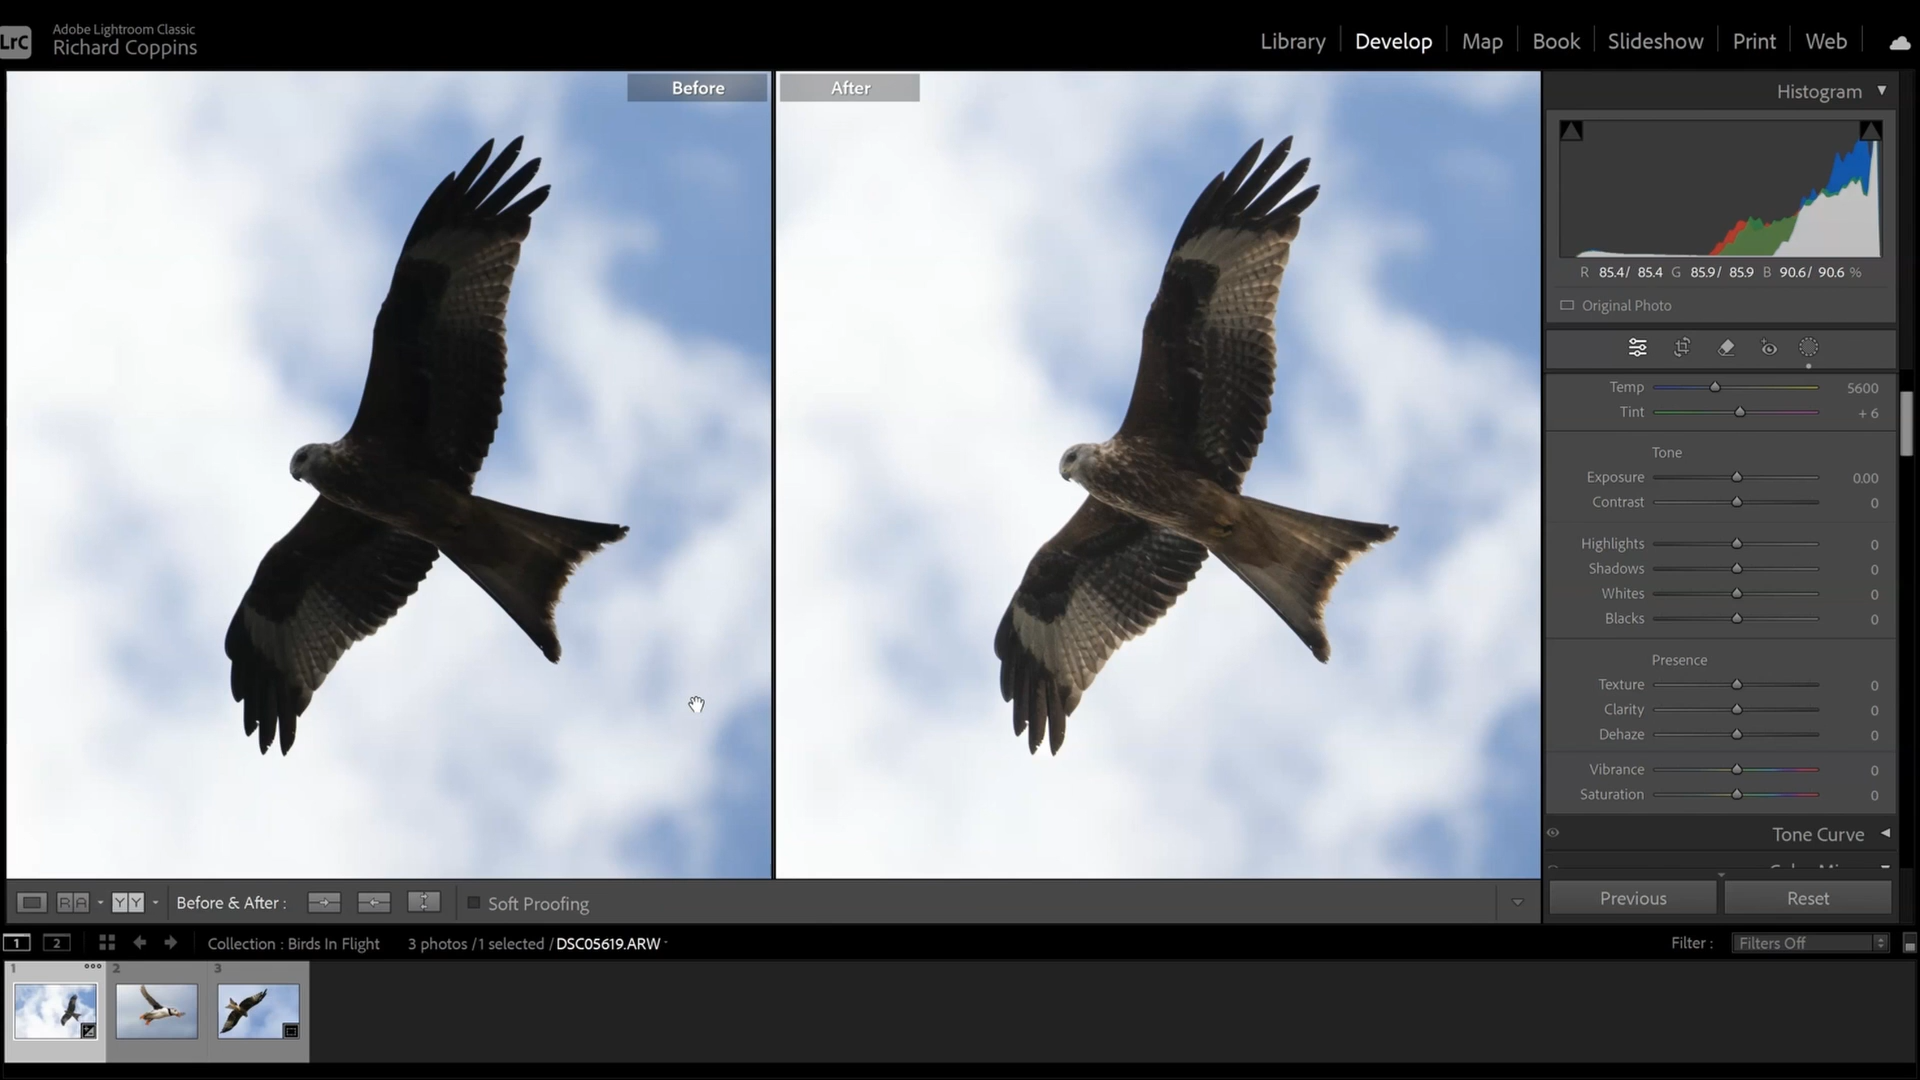 LrC
Adobe Lightroom Classic
Richard Coppins
Library
Develop
Map
Book
Slideshow
Print
Web
Before
After
Histogram
R 85.4/ 85.4 G 85.9/ 85.9 B 90.6/ 90.6 %
Original Photo
Temp 5600
Tint + 6
Tone
Exposure 0.00
Contrast 0
Highlights 0
Shadows 0
Whites 0
Blacks 0
Presence
Texture 0
Clarity 0
Dehaze 0
Vibrance 0
Saturation 0
Tone Curve
Previous
Reset
R A
Y Y
Before & After :
Soft Proofing
1
2
Collection : Birds In Flight
3 photos /1 selected /DSC05619.ARW
Filter :
Filters Off
1
2
3